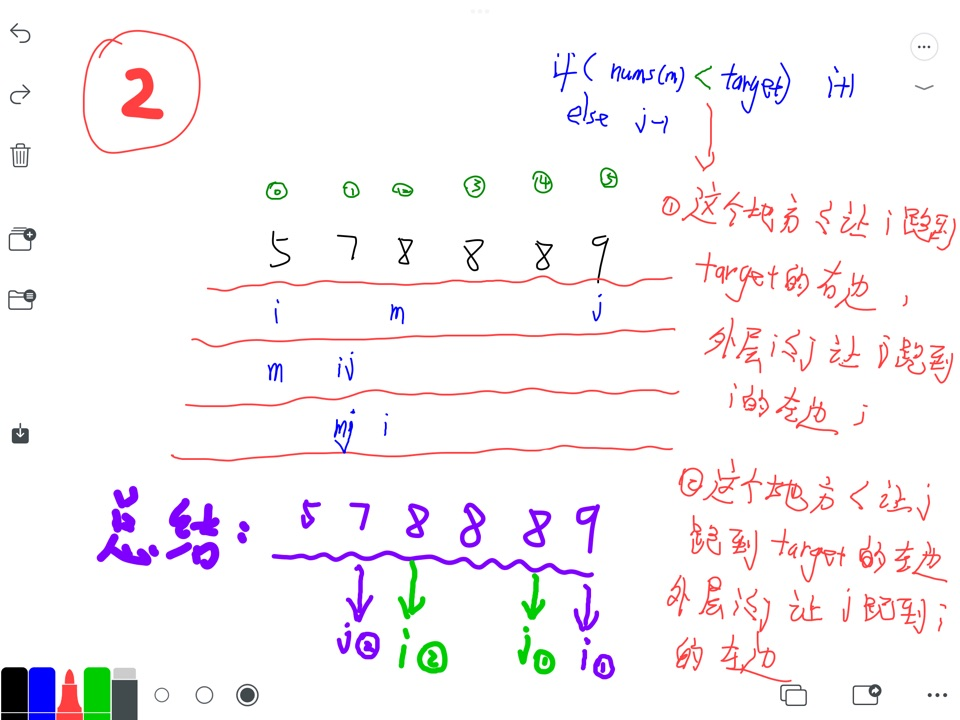 2
if( nums(m) < target) i+1
else j-1
⓪ ① ② ③ ④ ⑤
5 7 8 8 8 9
i m j
m ij
mj i
①这个地方≤让i跑到
target的右边,
外层i≤j让j跑到
i的左边;
②这个地方<让j
跑到target的左边
外层i≤j让j跑到i
的左边
总结:
5 7 8 8 8 9
j② i② j① i①